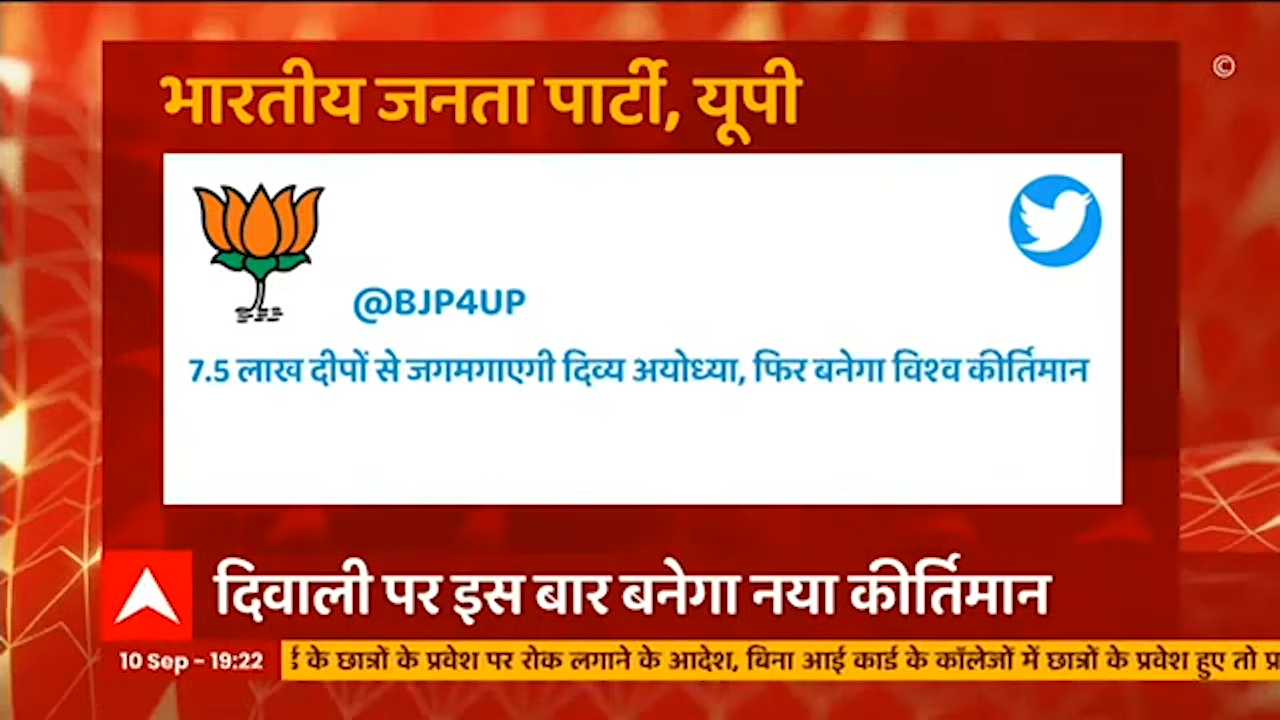 भारतीय जनता पार्टी, यूपी
©
@BJP4UP
7.5 लाख दीपों से जगमगाएगी दिव्य अयोध्या, फिर बनेगा विश्व कीर्तिमान
दिवाली पर इस बार बनेगा नया कीर्तिमान
10 Sep - 19:22
के छात्रों के प्रवेश पर रोक लगाने के आदेश, बिना आई कार्ड के कॉलेजों में छात्रों के प्रवेश हुए तो